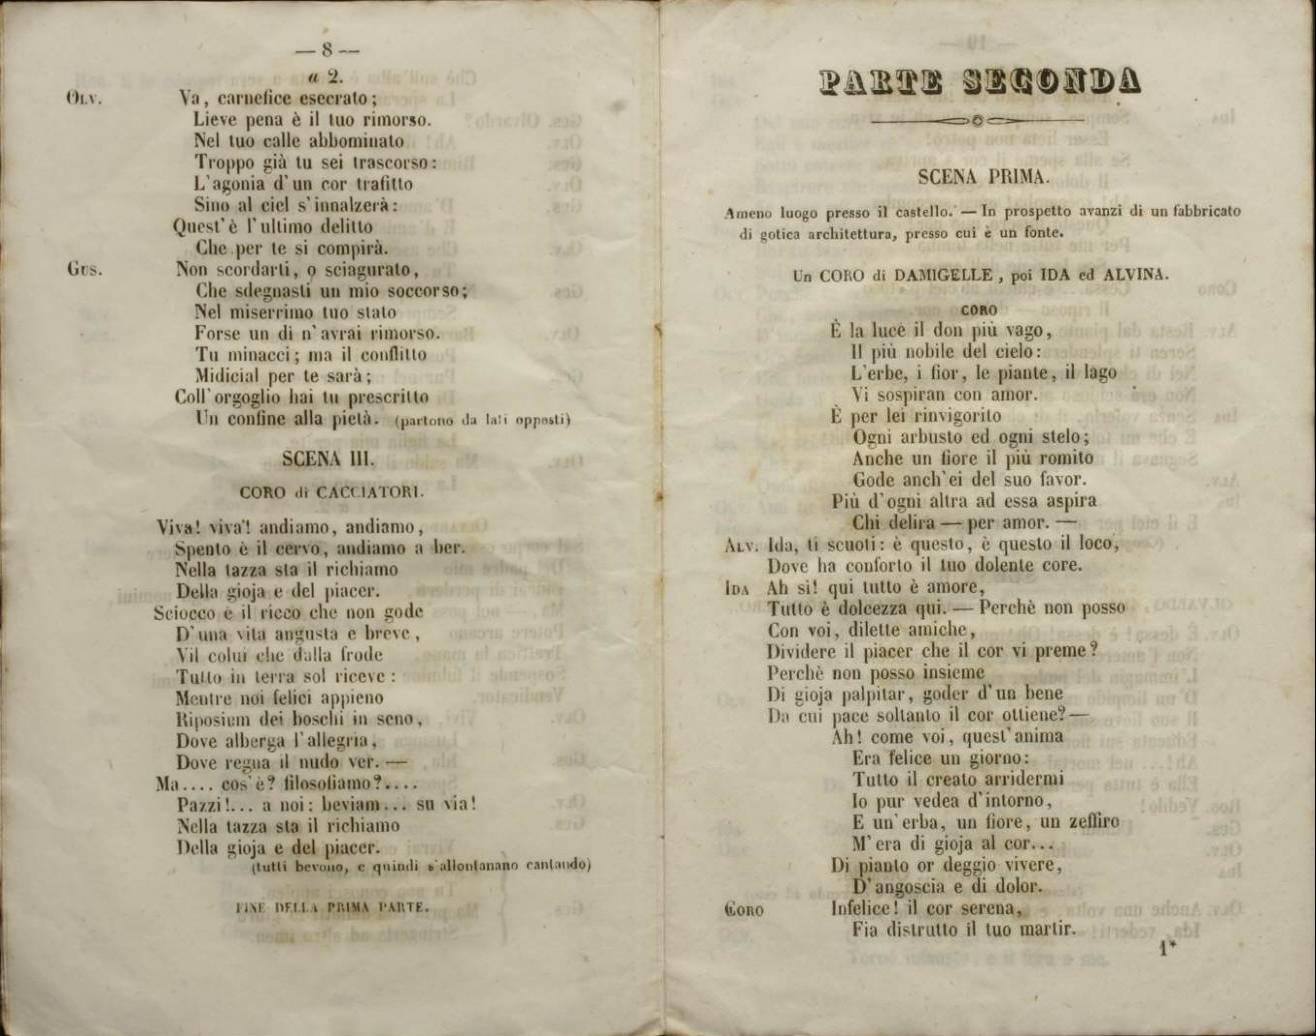 — 8 —
a 2.
OLV. Va, carnefice esecrato;
Lieve pena è il tuo rimorso.
Nel tuo calle abbominato
Troppo già tu sei trascorso:
L'agonia d'un cor trafitto
Sino al ciel s'innalzerà:
Quest'è l'ultimo delitto
Che per te si compirà.
GUS. Non scordarti, o sciagurato,
Che sdegnasti un mio soccorso;
Nel miserrimo tuo stato
Forse un dì n'avrai rimorso.
Tu minacci; ma il conflitto
Midicial per te sarà;
Coll'orgoglio hai tu prescritto
Un confine alla pietà. (partono da lati opposti)
SCENA III.
CORO di CACCIATORI.
Viva! viva! andiamo, andiamo,
Spento è il cervo, andiamo a ber.
Nella tazza sta il richiamo
Della gioja e del piacer.
Sciocco è il ricco che non gode
D'una vita angusta e breve,
Vil colui che dalla frode
Tutto in terra sol riceve:
Mentre noi felici appieno
Riposiem dei boschi in seno,
Dove alberga l'allegria,
Dove regna il nudo ver. —
Ma.... cos'è? filosofiamo?....
Pazzi!... a noi: beviam... su via!
Nella tazza sta il richiamo
Della gioja e del piacer.
(tutti bevono, e quindi s'allontanano cantando)
FINE DELLA PRIMA PARTE.
PARTE SECONDA
SCENA PRIMA.
Ameno luogo presso il castello. — In prospetto avanzi di un fabbricato
di gotica architettura, presso cui è un fonte.
Un CORO di DAMIGELLE, poi IDA ed ALVINA.
CORO
È la luce il don più vago,
Il più nobile del cielo:
L'erbe, i fior, le piante, il lago
Vi sospiran con amor.
È per lei rinvigorito
Ogni arbusto ed ogni stelo;
Anche un fiore il più romito
Gode anch'ei del suo favor.
Più d'ogni altra ad essa aspira
Chi delira — per amor. —
ALV. Ida, ti scuoti: è questo, è questo il loco,
Dove ha conforto il tuo dolente core.
IDA Ah sì! qui tutto è amore,
Tutto è dolcezza qui. — Perchè non posso
Con voi, dilette amiche,
Dividere il piacer che il cor vi preme?
Perchè non posso insieme
Di gioja palpitar, goder d'un bene
Da cui pace soltanto il cor ottiene? —
Ah! come voi, quest'anima
Era felice un giorno:
Tutto il creato arridermi
Io pur vedea d'intorno,
E un'erba, un fiore, un zeffiro
M'era di gioja al cor...
Di pianto or deggio vivere,
D'angoscia e di dolor.
CORO Infelice! il cor serena,
Fia distrutto il tuo martir.
1*